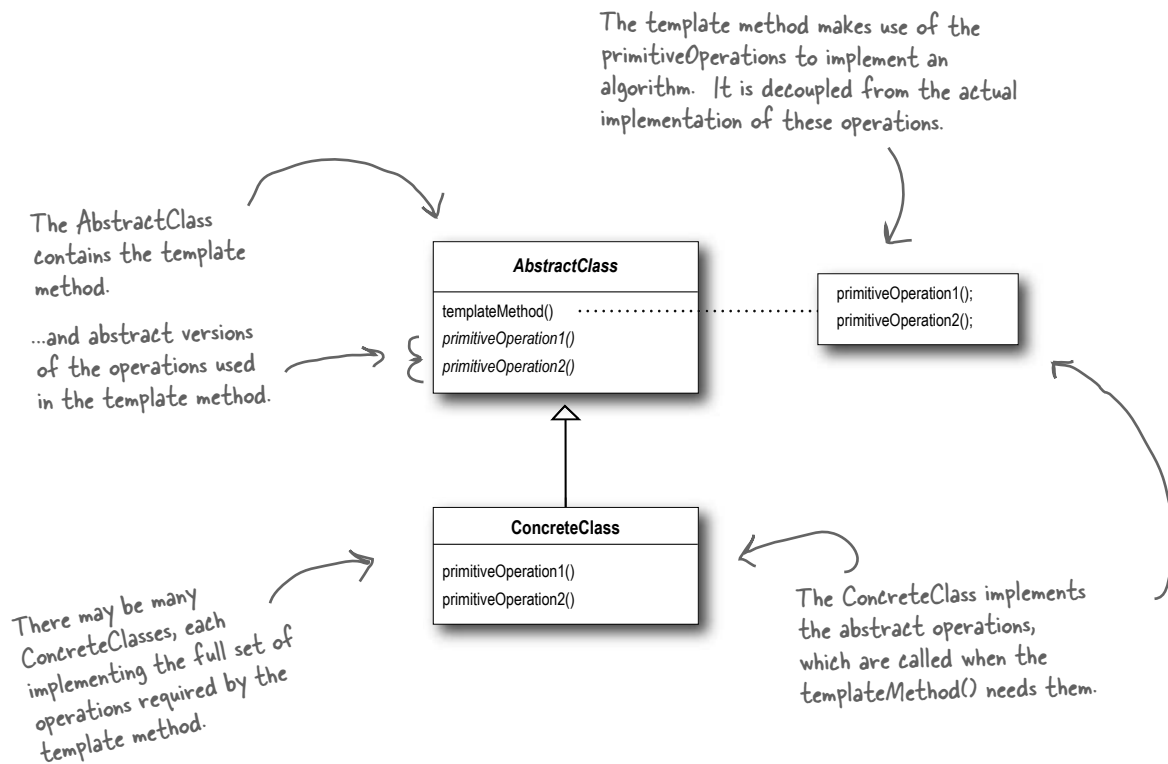 The template method makes use of the
primitiveOperations to implement an
algorithm. It is decoupled from the actual
implementation of these operations.
The AbstractClass
contains the template
method.
...and abstract versions
of the operations used
in the template method.
AbstractClass
templateMethod()
primitiveOperation1()
primitiveOperation2()
primitiveOperation1();
primitiveOperation2();
ConcreteClass
primitiveOperation1()
primitiveOperation2()
There may be many
ConcreteClasses, each
implementing the full set of
operations required by the
template method.
The ConcreteClass implements
the abstract operations,
which are called when the
templateMethod() needs them.